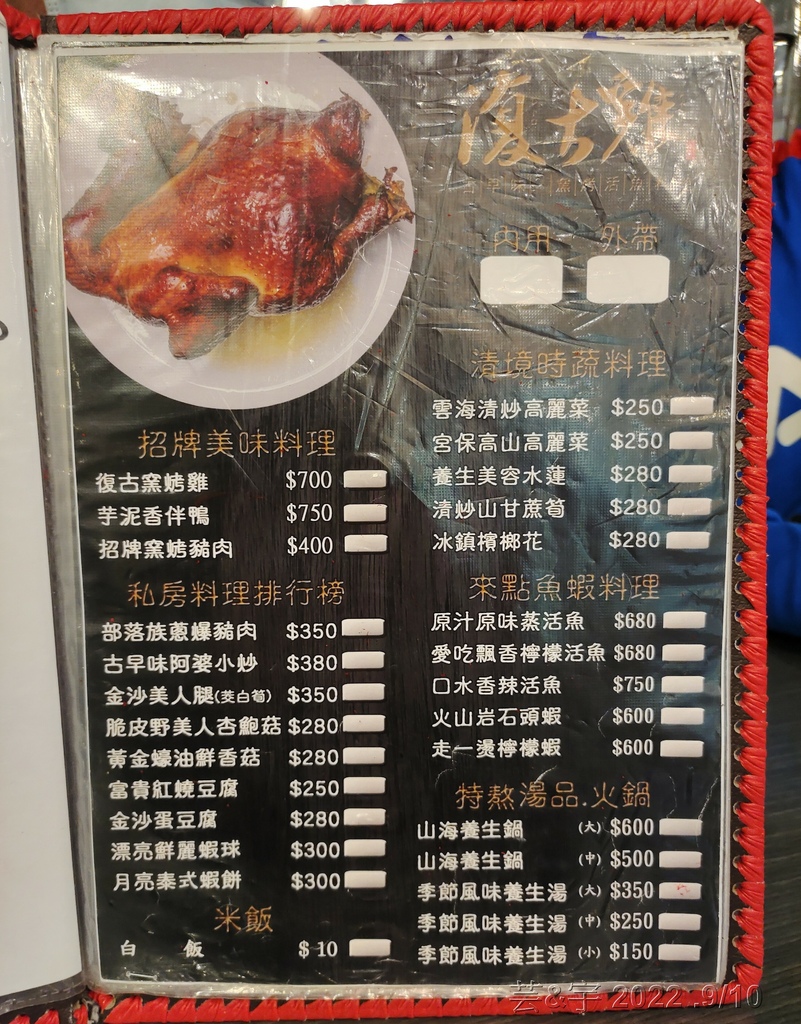 復古雞
內用 外帶
招牌美味料理
復古窯烤雞 $700
芋泥香伴鴨 $750
招牌窯烤豬肉 $400
私房料理排行榜
部落族蔥爆豬肉 $350
古早味阿婆小炒 $380
金沙美人腿(茭白筍) $350
脆皮野美人杏鮑菇 $280
黃金蠔油鮮香菇 $280
富貴紅燒豆腐 $250
金沙蛋豆腐 $280
漂亮鮮麗蝦球 $300
月亮泰式蝦餅 $300
米飯
白飯 $10
清境時蔬料理
雲海清炒高麗菜 $250
宮保高山高麗菜 $250
養生美容水蓮 $280
清炒山甘蔗筍 $280
冰鎮檳榔花 $280
來點魚蝦料理
原汁原味蒸活魚 $680
愛吃飄香檸檬活魚 $680
口水香辣活魚 $750
火山岩石頭蝦 $600
走一燙檸檬蝦 $600
特熬湯品.火鍋
山海養生鍋 (大) $600
山海養生鍋 (中) $500
季節風味養生湯 (大) $350
季節風味養生湯 (中) $250
季節風味養生湯 (小) $150
芸&宇 2022 .9/10